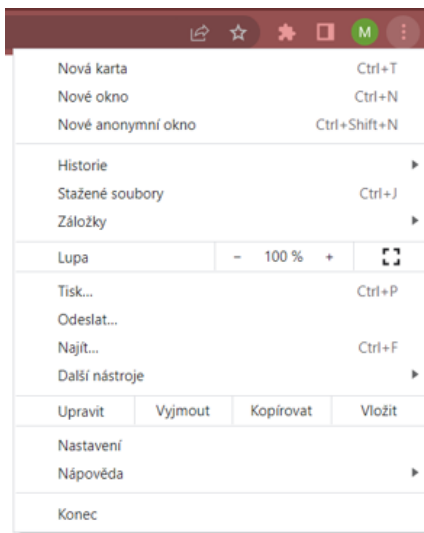 M
Nová karta Ctrl+T
Nové okno Ctrl+N
Nové anonymní okno Ctrl+Shift+N
Historie
Stažené soubory Ctrl+J
Záložky
Lupa - 100 % +
Tisk... Ctrl+P
Odeslat...
Najít... Ctrl+F
Další nástroje
Upravit Vyjmout Kopírovat Vložit
Nastavení
Nápověda
Konec